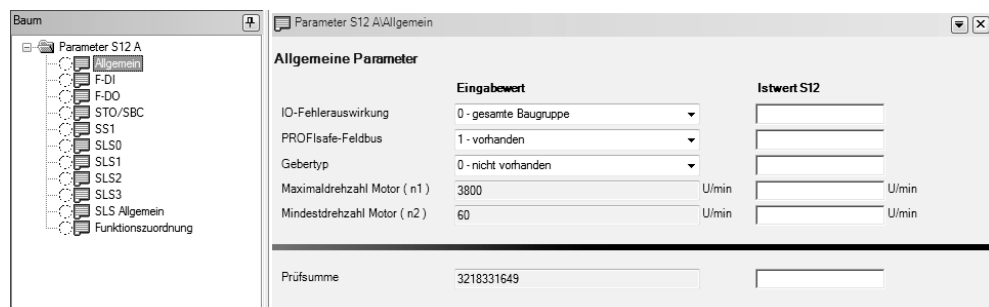 Baum
Parameter S12 A
Allgemein
F-DI
F-DO
STO/SBC
SS1
SLS0
SLS1
SLS2
SLS3
SLS Allgemein
Funktionszuordnung
Parameter S12 A\Allgemein
Allgemeine Parameter
Eingabewert Istwert S12
IO-Fehlerauswirkung 0 - gesamte Baugruppe
PROFIsafe-Feldbus 1 - vorhanden
Gebertyp 0 - nicht vorhanden
Maximaldrehzahl Motor ( n1 ) 3800 U/min U/min
Mindestdrehzahl Motor ( n2 ) 60 U/min U/min
Prüfsumme 3218331649